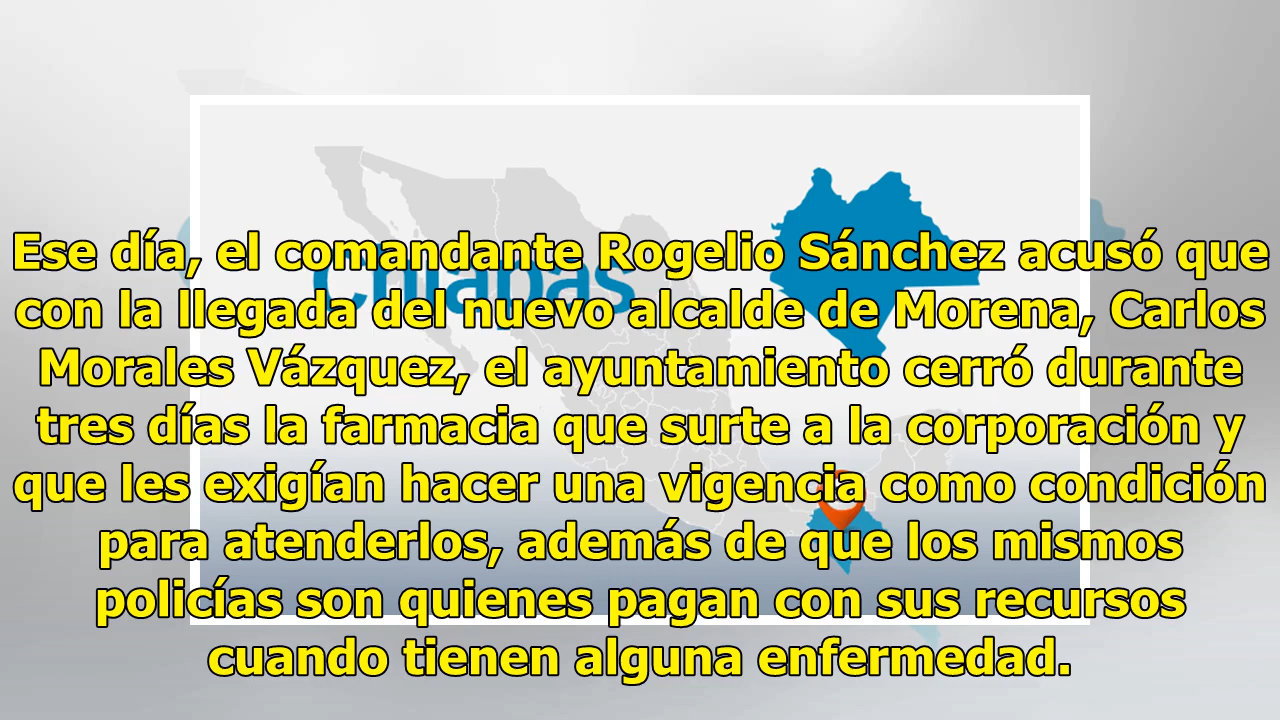 Ese día, el comandante Rogelio Sánchez acusó que
con la llegada del nuevo alcalde de Morena, Carlos
Morales Vázquez, el ayuntamiento cerró durante
tres días la farmacia que surte a la corporación y
que les exigían hacer una vigencia como condición
para atenderlos, además de que los mismos
policías son quienes pagan con sus recursos
cuando tienen alguna enfermedad.
Chiapas